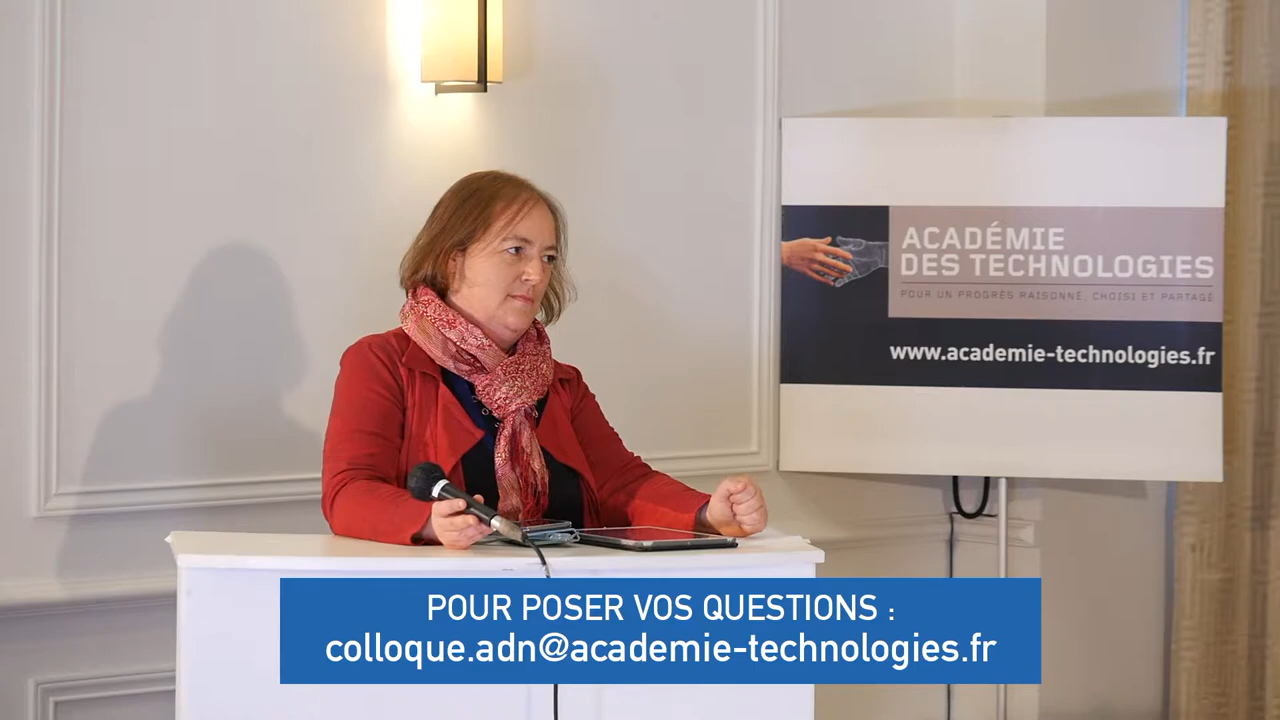 ACADÉMIE
DES TECHNOLOGIES
POUR UN PROGRÈS RAISONNÉ, CHOISI ET PARTAGÉ
www.academie-technologies.fr
POUR POSER VOS QUESTIONS :
colloque.adn@academie-technologies.fr